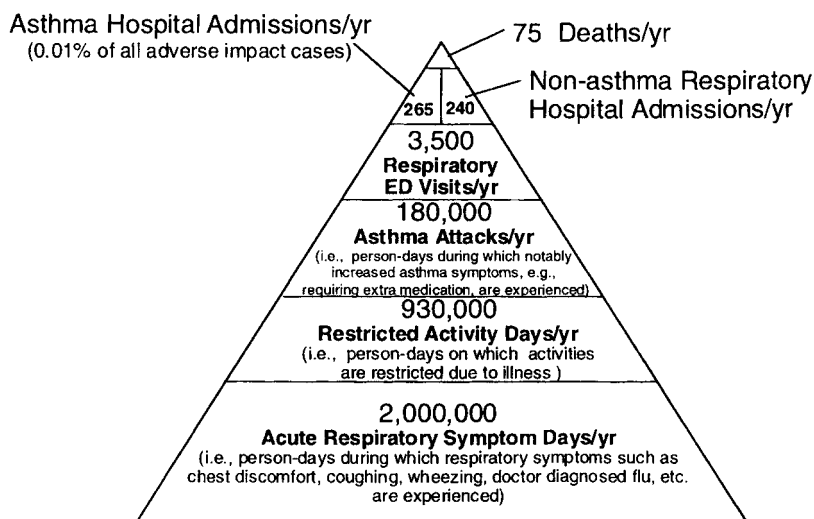 Asthma Hospital Admissions/yr
(0.01% of all adverse impact cases)
75 Deaths/yr
Non-asthma Respiratory
Hospital Admissions/yr
265 240
3,500
Respiratory
ED Visits/yr
180,000
Asthma Attacks/yr
(i.e., person-days during which notably
increased asthma symptoms, e.g.,
requiring extra medication, are experienced)
930,000
Restricted Activity Days/yr
(i.e., person-days on which activities
are restricted due to illness )
2,000,000
Acute Respiratory Symptom Days/yr
(i.e., person-days during which respiratory symptoms such as
chest discomfort, coughing, wheezing, doctor diagnosed flu, etc.
are experienced)